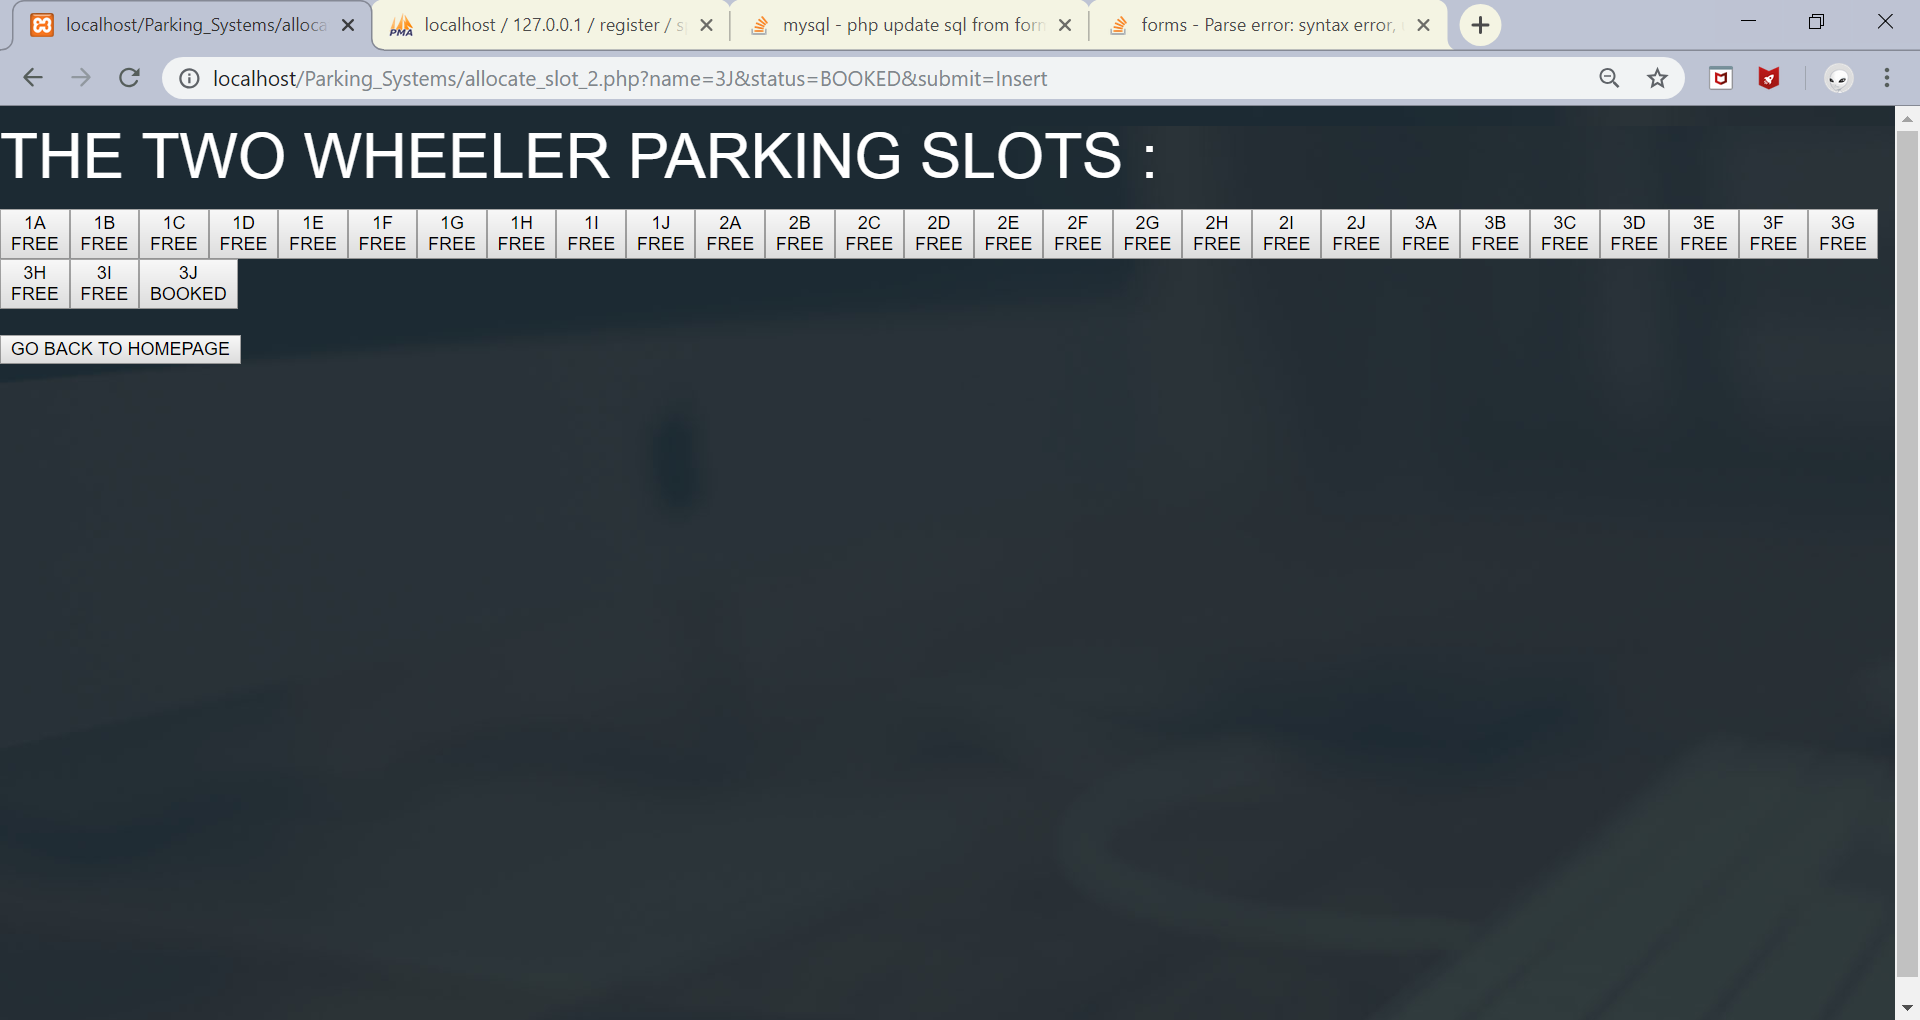 localhost/Parking_Systems/alloca
localhost / 127.0.0.1 / register / s
mysql - php update sql from for
forms - Parse error: syntax error,
localhost/Parking_Systems/allocate_slot_2.php?name=3J&status=BOOKED&submit=Insert
THE TWO WHEELER PARKING SLOTS :
1A 1B 1C 1D 1E 1F 1G 1H 1I 1J 2A 2B 2C 2D 2E 2F 2G 2H 2I 2J 3A 3B 3C 3D 3E 3F 3G
FREE FREE FREE FREE FREE FREE FREE FREE FREE FREE FREE FREE FREE FREE FREE FREE FREE FREE FREE FREE FREE FREE FREE FREE FREE FREE FREE
3H 3I 3J
FREE FREE BOOKED
GO BACK TO HOMEPAGE